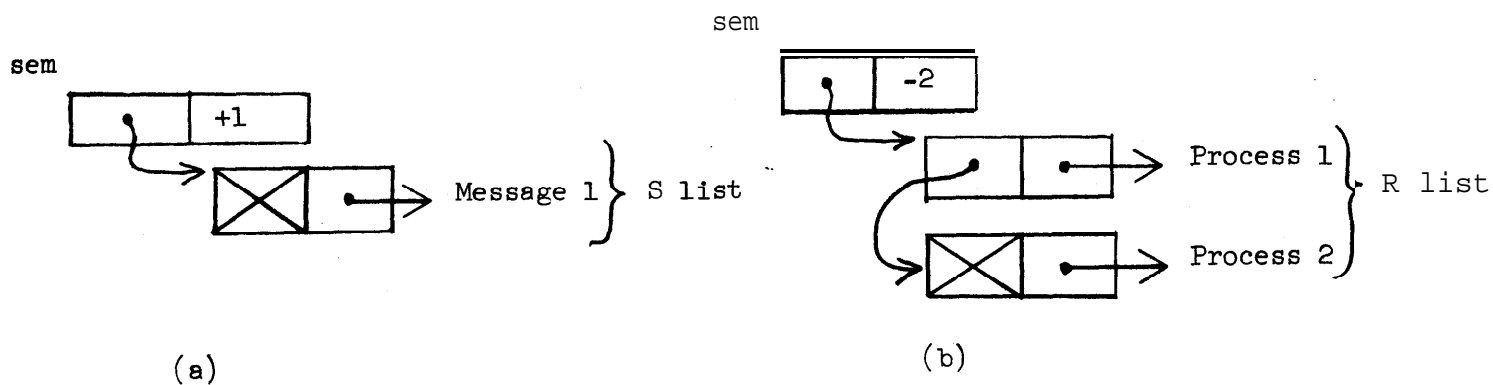 sem
+1
Message 1
S list
(a)
sem
-2
Process 1
Process 2
R list
(b)